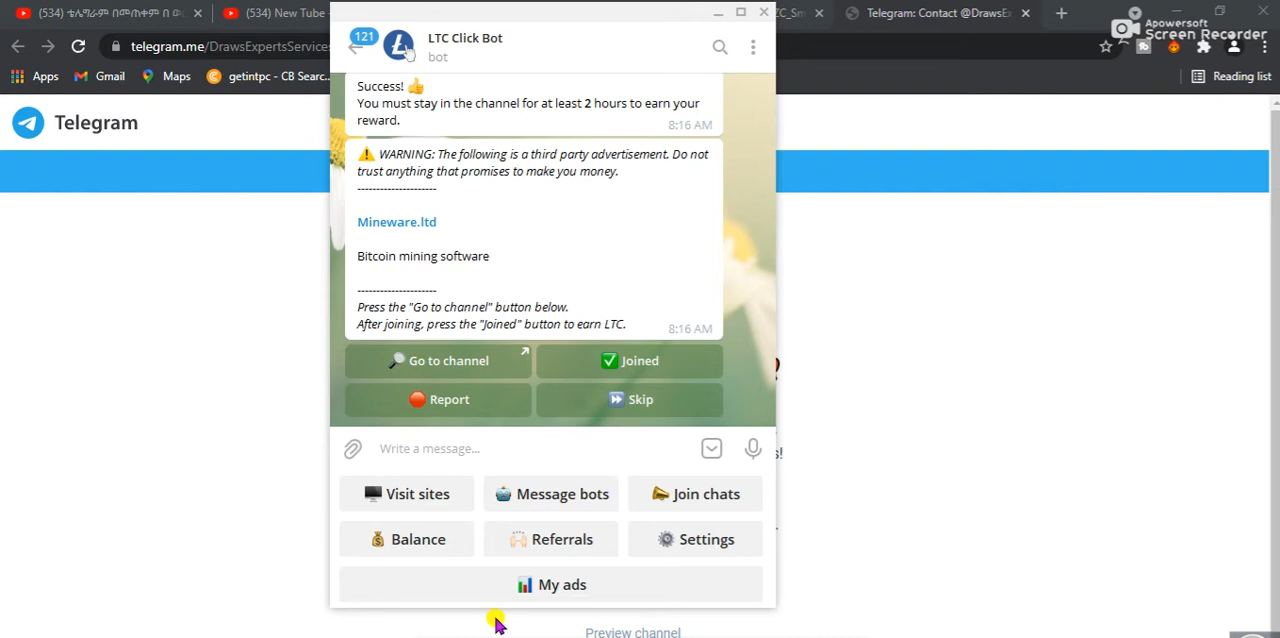 (534) ቴሌግራም በመጠቀም በ ወ
(534) New Tube
ZC_Sm
Telegram: Contact @DrawsEx
Apowersoft
Screen Recorder
telegram.me/DrawsExpertsServices
Apps
Gmail
Maps
getintpc - CB Searc...
Reading list
Telegram
121
LTC Click Bot
bot
Success! 👍
You must stay in the channel for at least 2 hours to earn your
reward.
8:16 AM
⚠️ WARNING: The following is a third party advertisement. Do not
trust anything that promises to make you money.
---------------------
Mineware.ltd
Bitcoin mining software
---------------------
Press the "Go to channel" button below.
After joining, press the "Joined" button to earn LTC.
8:16 AM
🔎 Go to channel
✅ Joined
🛑 Report
⏩ Skip
Write a message...
🖥 Visit sites
🤖 Message bots
📣 Join chats
💰 Balance
🙌🏻 Referrals
⚙️ Settings
📊 My ads
s!
Preview channel